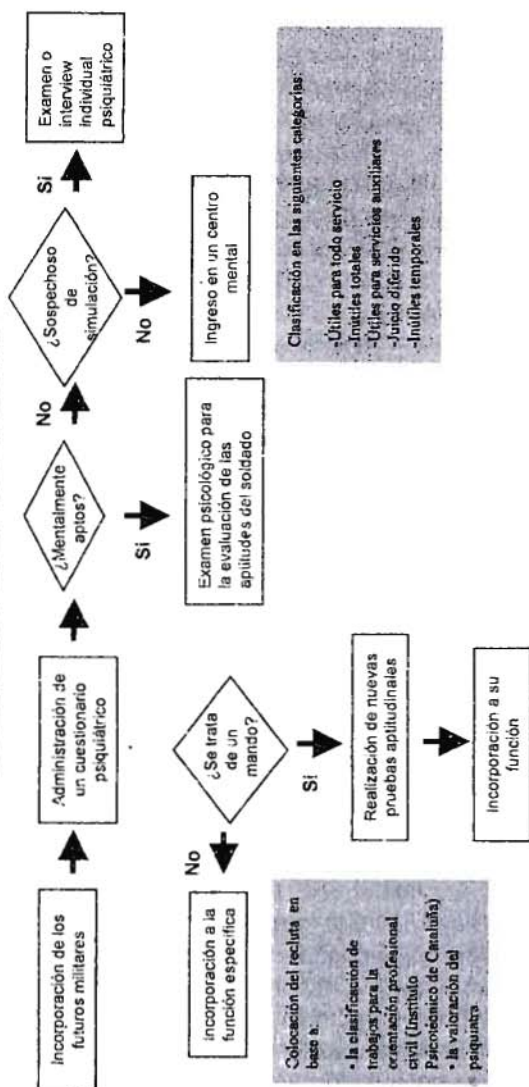 Incorporación de los
futuros militares
Administración de
un cuestionario
psiquiátrico
¿Mentalmente
aptos?
No
¿Sospechoso
de
simulación?
Si
Examen o
interview
individual
psiquiátrico
Si
Examen psicológico para
la evaluación de las
aptitudes del soldado
No
Ingreso en un centro
mental
¿Se trata
de un
mando?
No
Incorporación a la
función específica
Si
Realización de nuevas
pruebas aptitudinales
Incorporación a su
función
Colocación del recluta en
base a:
• la clasificación de
trabajos para la
orientación profesional
civil (Instituto
Psicotécnico de Cataluña)
• la valoración del
psiquiatra
Clasificación en las siguientes categorías:
-Útiles para todo servicio
-Inútiles totales
-Útiles para servicios auxiliares
-Juicio diferido
-Inútiles temporales